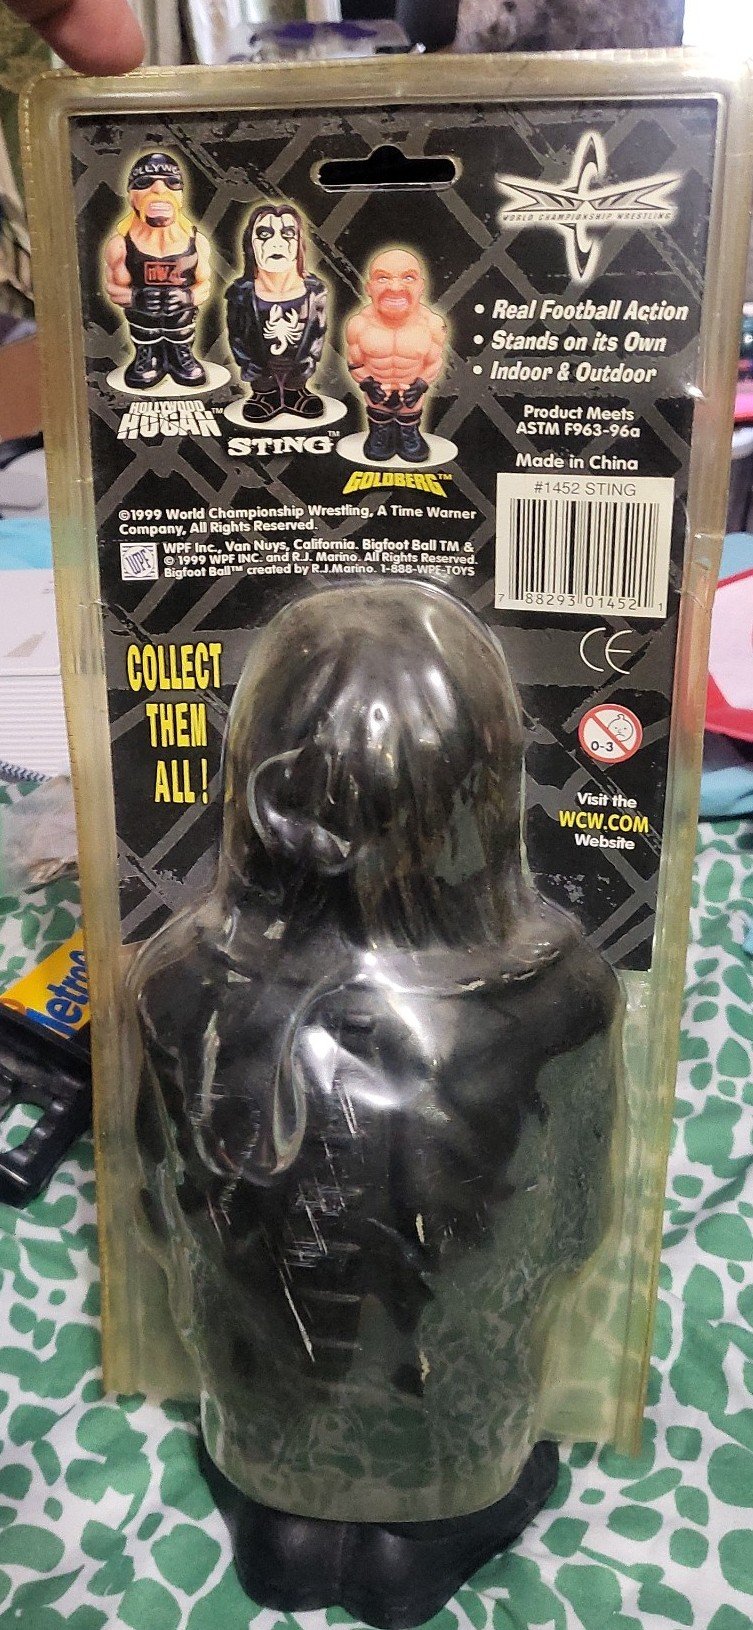 OLLYWO
WORLD CHAMPIONSHIP WRESTLING
• Real Football Action
• Stands on its Own
• Indoor & Outdoor
HOLLYWOOD
HOGAN™
STING™
GOLDBERG™
Product Meets
ASTM F963-96a
Made in China
#1452 STING
7 88293 01452 1
©1999 World Championship Wrestling, A Time Warner
Company, All Rights Reserved.
WPF
WPF Inc., Van Nuys, California. Bigfoot Ball TM &
© 1999 WPF INC. and R.J. Marino. All Rights Reserved.
Bigfoot Ball™ created by R.J.Marino. 1-888-WPF-TOYS
COLLECT
THEM
ALL!
CE
0-3
Visit the
WCW.COM
Website